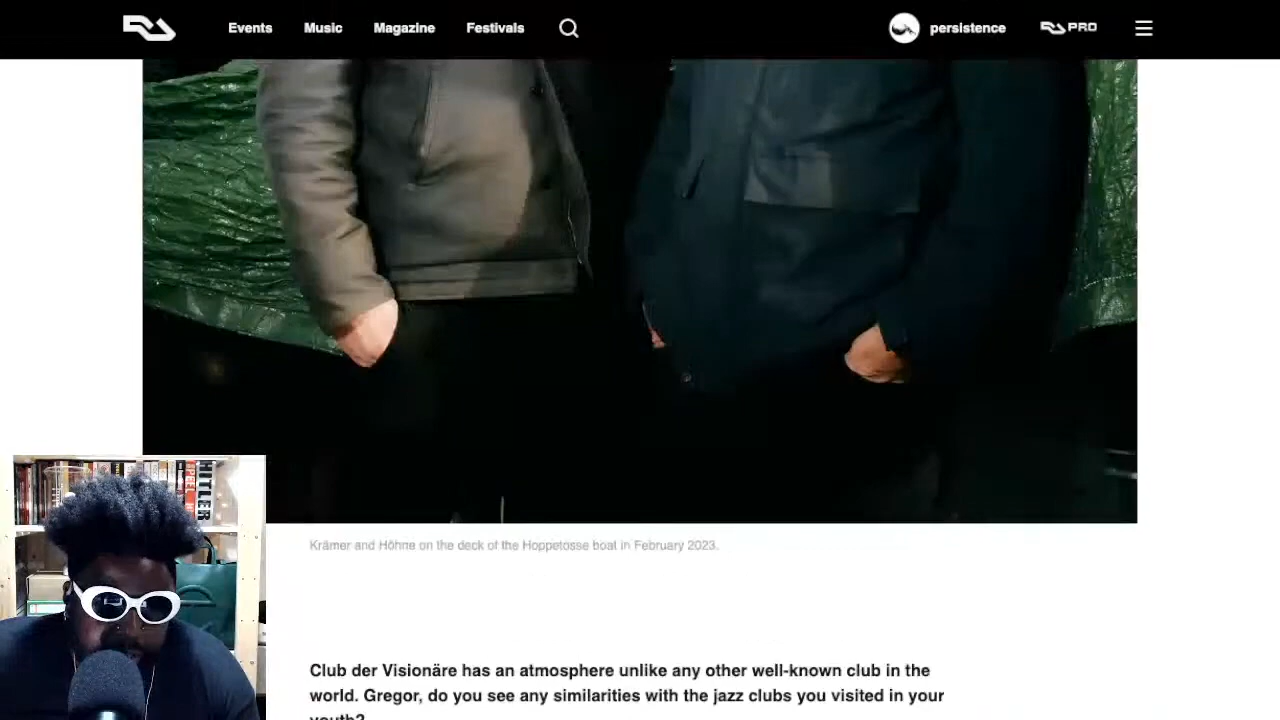 Events Music Magazine Festivals persistence PRO
HITLER
PEEL
Krämer and Höhne on the deck of the Hoppetosse boat in February 2023.
Club der Visionäre has an atmosphere unlike any other well-known club in the
world. Gregor, do you see any similarities with the jazz clubs you visited in your
youth?